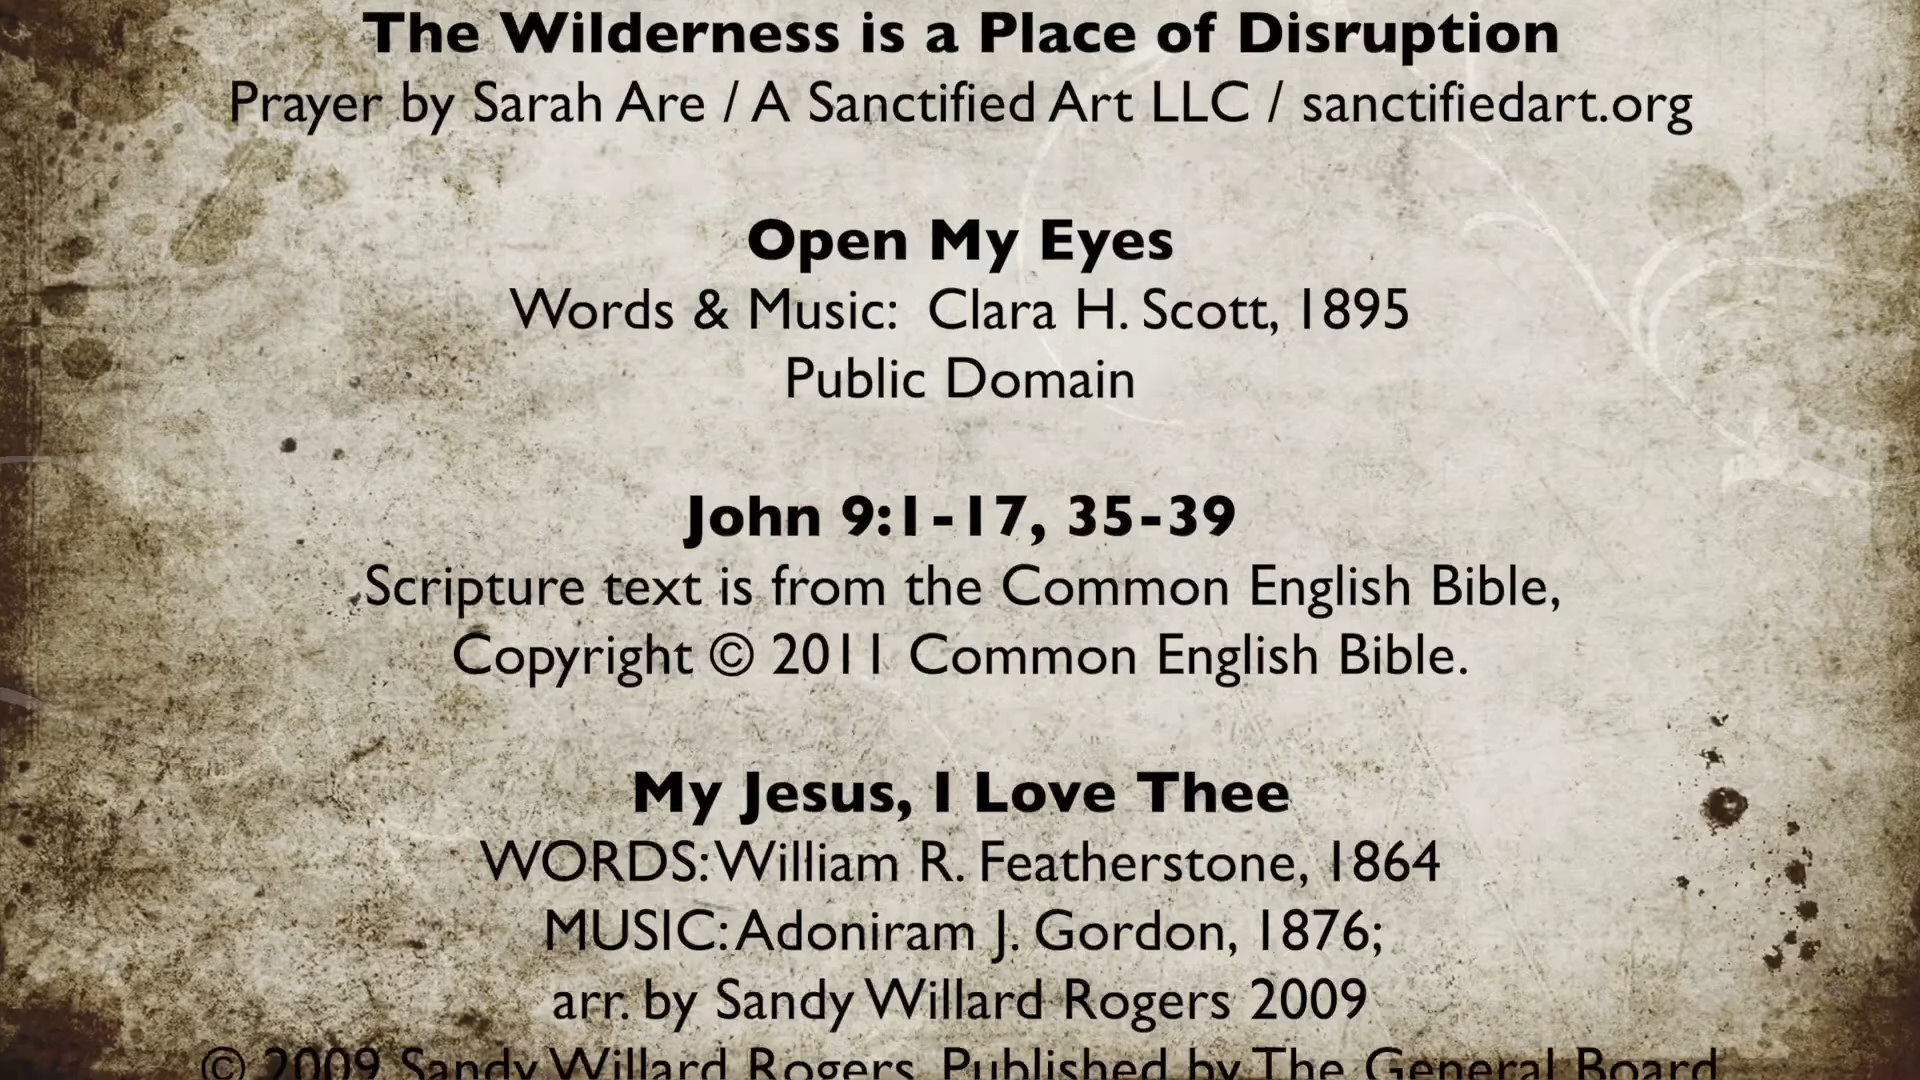 The Wilderness is a Place of Disruption
Prayer by Sarah Are / A Sanctified Art LLC / sanctifiedart.org
Open My Eyes
Words & Music: Clara H. Scott, 1895
Public Domain
John 9:1-17, 35-39
Scripture text is from the Common English Bible,
Copyright © 2011 Common English Bible.
My Jesus, I Love Thee
WORDS: William R. Featherstone, 1864
MUSIC: Adoniram J. Gordon, 1876;
arr. by Sandy Willard Rogers 2009
© 2009 Sandy Willard Rogers. Published by The General Board